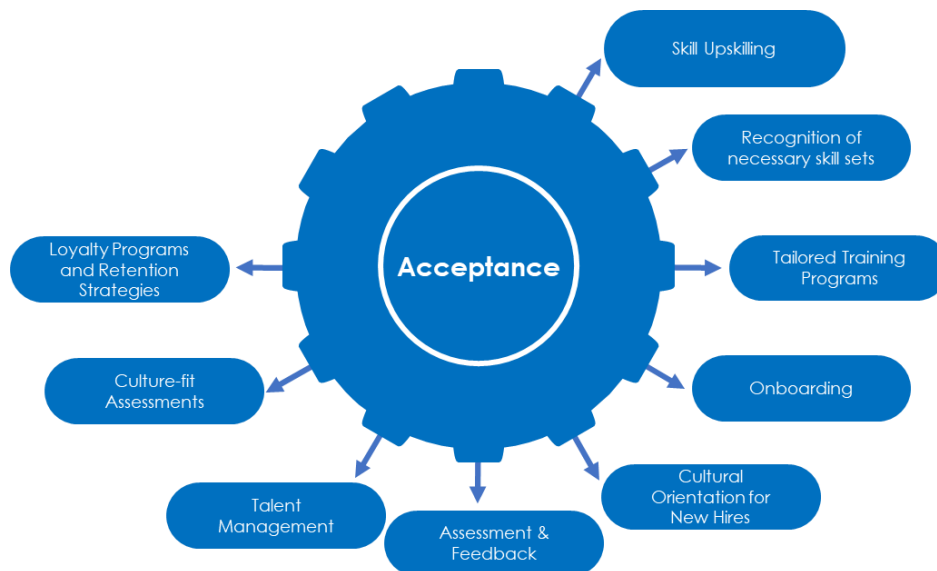 Skill Upskilling
Recognition of
necessary skill sets
Loyalty Programs
and Retention
Strategies
Acceptance
Tailored Training
Programs
Culture-fit
Assessments
Onboarding
Talent
Management
Assessment &
Feedback
Cultural
Orientation for
New Hires